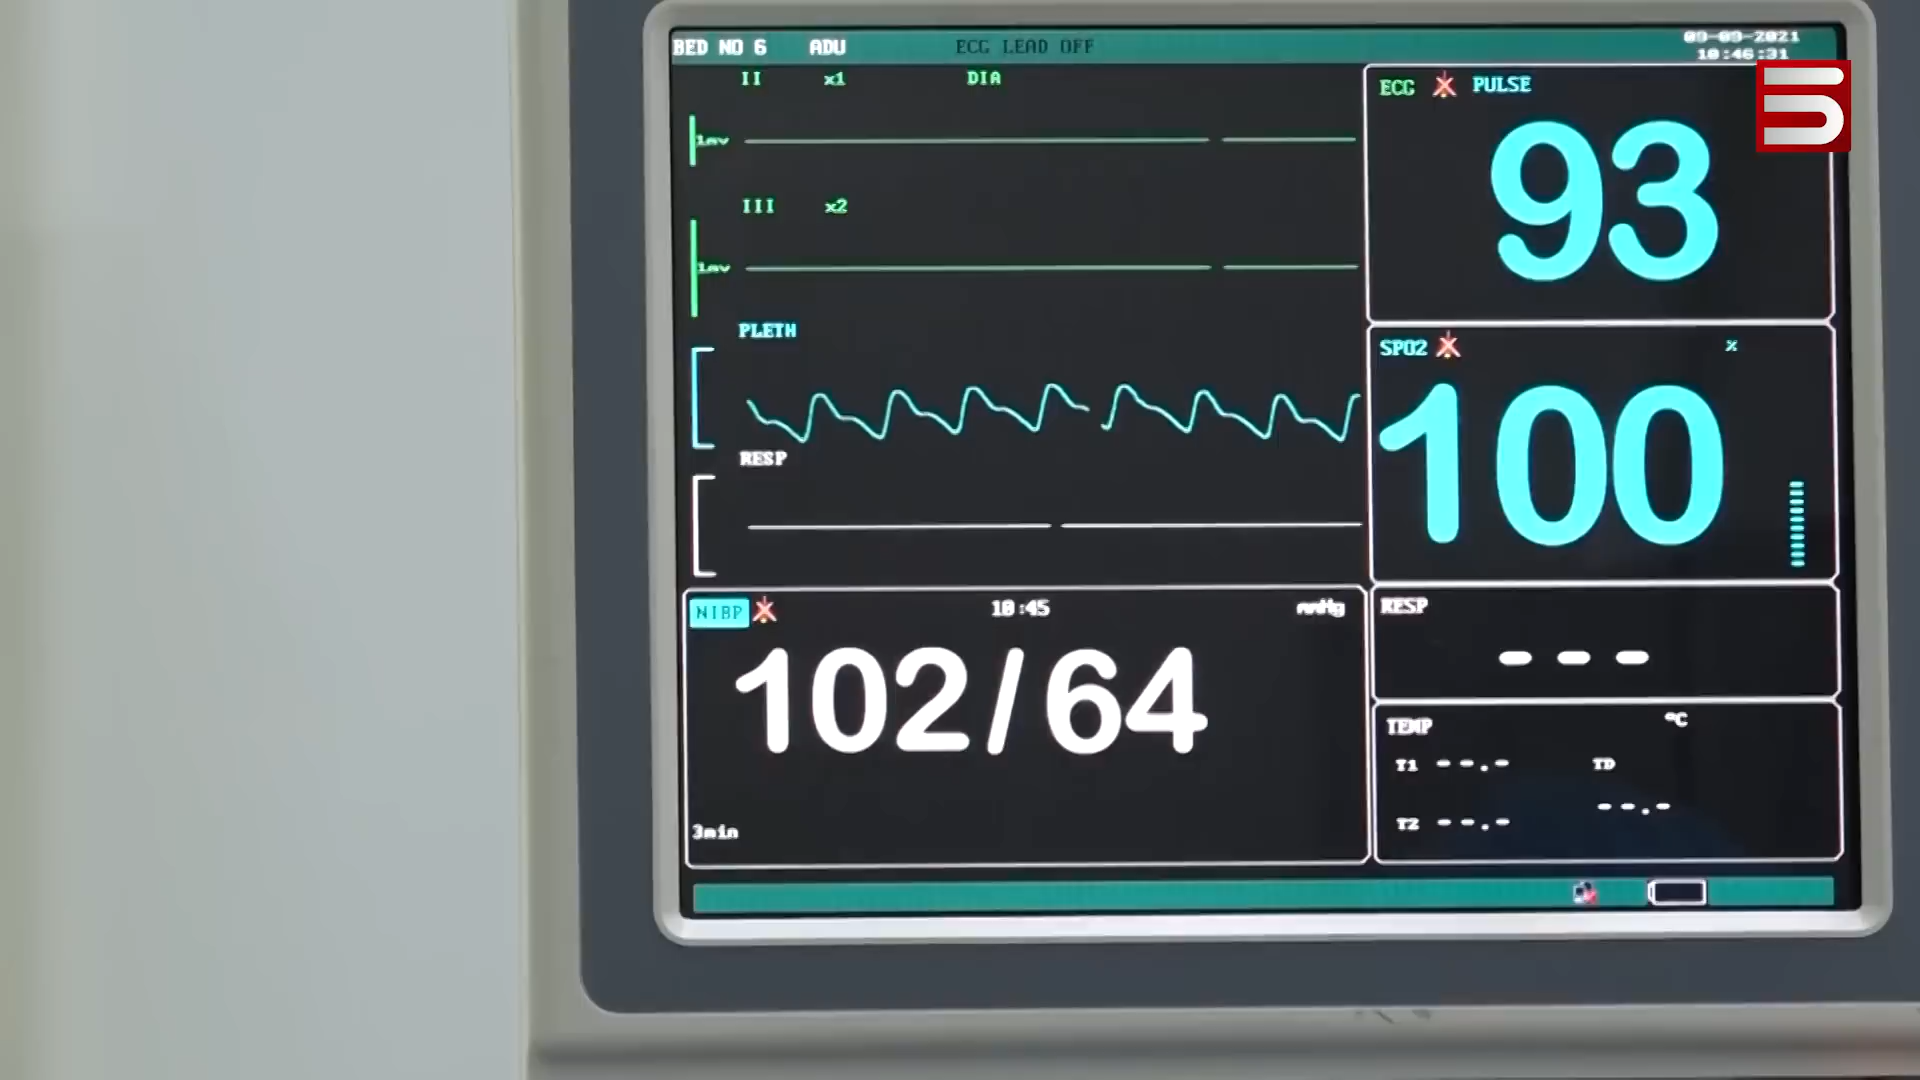 BED NO 6 ADU ECG LEAD OFF 09-09-2021
10:46:31
II x1 DIA
1mv
III x2
1mv
PLETH
RESP
ECG PULSE
93
SPO2 %
100
NIBP 10:45 mmHg
102/64
3min
RESP
---
TEMP °C
T1 --.- TD
--.-
T2 --.-